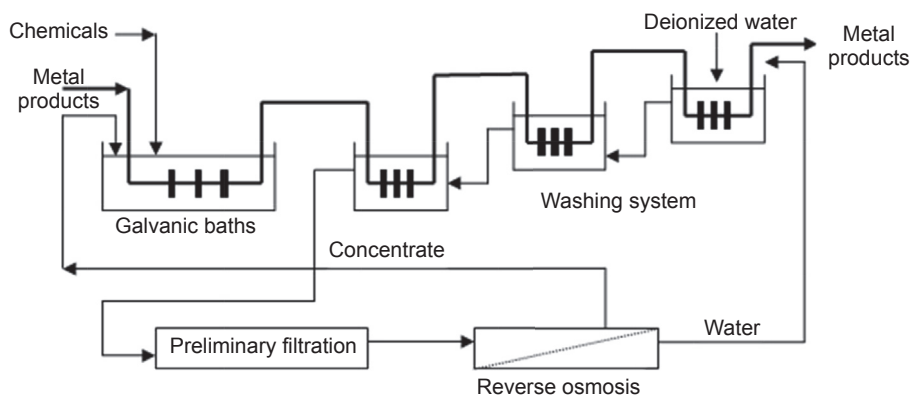 Chemicals
Metal
products
Deionized water
Metal
products
Galvanic baths
Washing system
Concentrate
Preliminary filtration
Water
Reverse osmosis